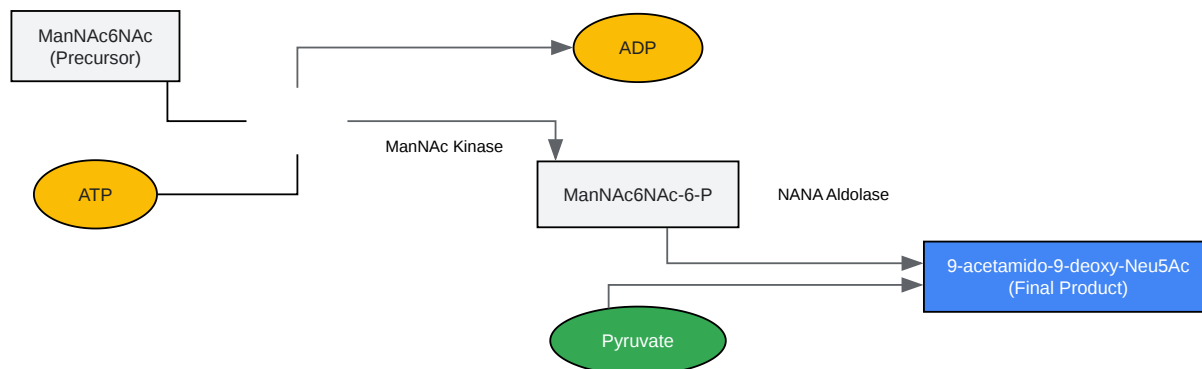 ManNAc6NAc
(Precursor)
ADP
ManNAc Kinase
ATP
ManNAc6NAc-6-P
NANA Aldolase
9-acetamido-9-deoxy-Neu5Ac
(Final Product)
Pyruvate